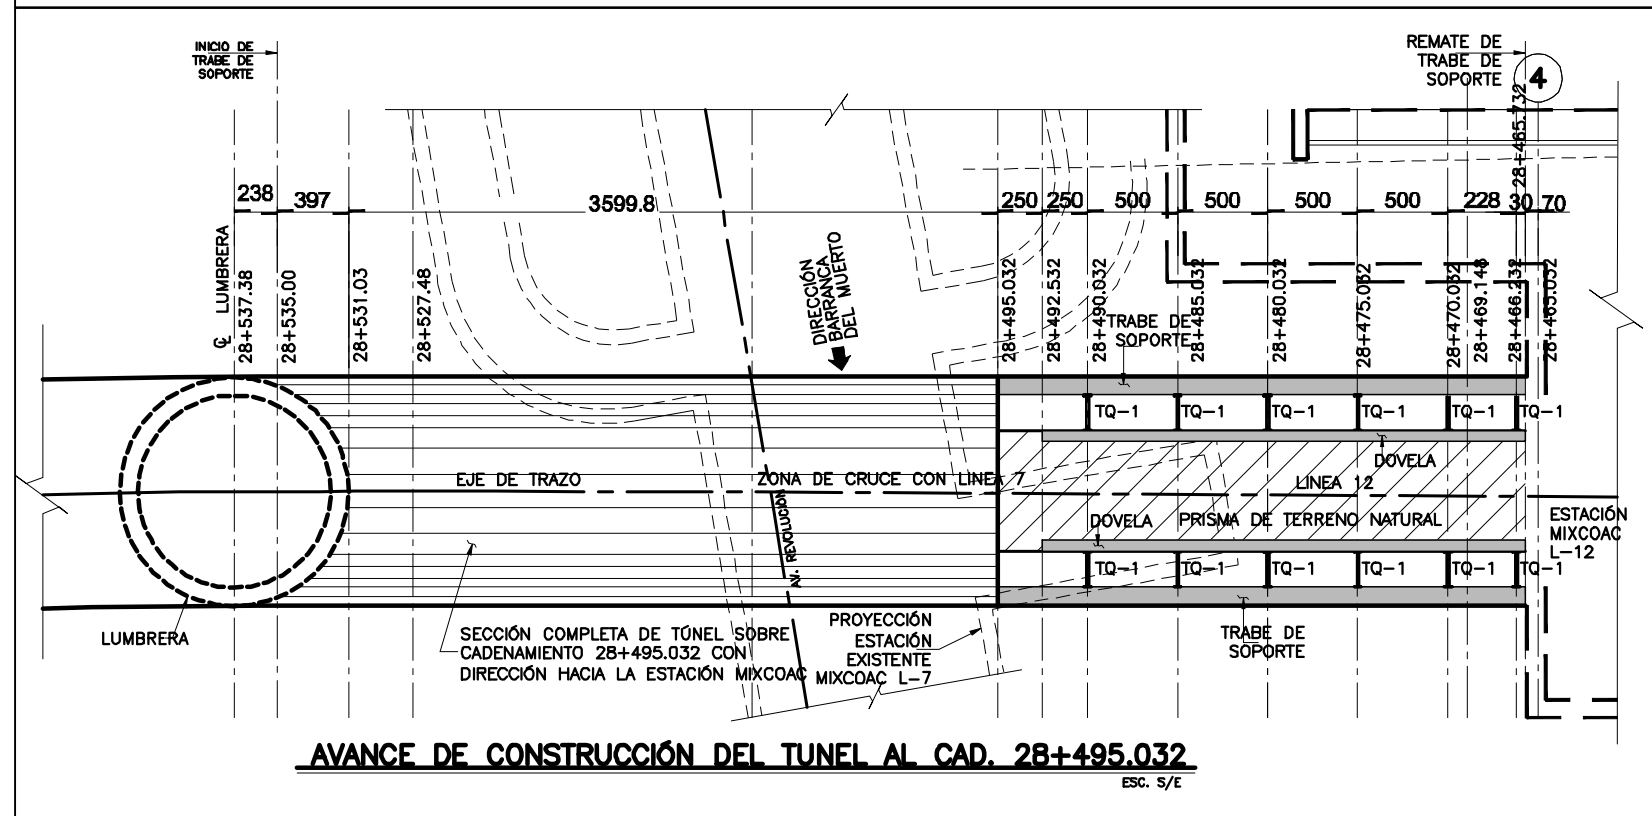 INICIO DE
TRABE DE
SOPORTE
REMATE DE
TRABE DE
SOPORTE
4
28+465.732
238
397
3599.8
250
250
500
500
500
500
228
30
70
℄ LUMBRERA
28+537.38
28+535.00
28+531.03
28+527.48
DIRECCIÓN
BARRANCA
DEL MUERTO
28+495.032
28+492.532
28+490.032
28+485.032
28+480.032
28+475.032
28+470.032
28+469.148
28+466.232
28+465.032
TRABE DE
SOPORTE
TQ-1
TQ-1
TQ-1
TQ-1
TQ-1
TQ-1
DOVELA
EJE DE TRAZO
ZONA DE CRUCE CON LINEA 7
LINEA 12
DOVELA
PRISMA DE TERRENO NATURAL
ESTACIÓN
MIXCOAC
L-12
AV. REVOLUCIÓN
TQ-1
TQ-1
TQ-1
TQ-1
TQ-1
TQ-1
LUMBRERA
SECCIÓN COMPLETA DE TÚNEL SOBRE
CADENAMIENTO 28+495.032 CON
DIRECCIÓN HACIA LA ESTACIÓN MIXCOAC
PROYECCIÓN
ESTACIÓN
EXISTENTE
MIXCOAC L-7
TRABE DE
SOPORTE
AVANCE DE CONSTRUCCIÓN DEL TUNEL AL CAD. 28+495.032
ESC. S/E